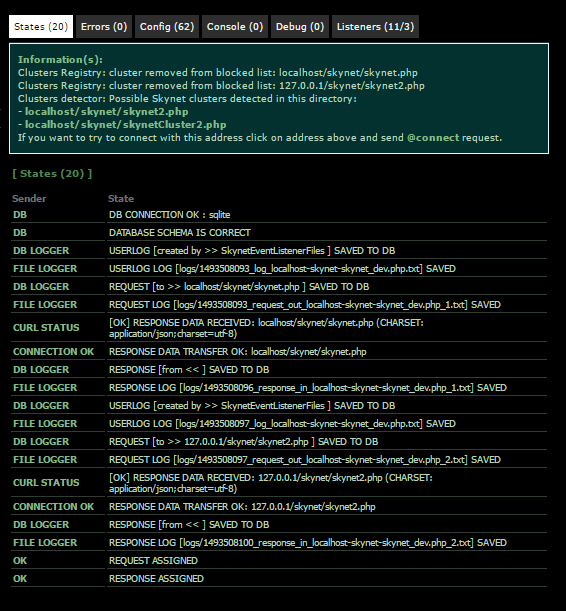 States (20) Errors (0) Config (62) Console (0) Debug (0) Listeners (11/3)
Information(s):
Clusters Registry: cluster removed from blocked list: localhost/skynet/skynet.php
Clusters Registry: cluster removed from blocked list: 127.0.0.1/skynet/skynet2.php
Clusters detector: Possible Skynet clusters detected in this directory:
- localhost/skynet/skynet2.php
- localhost/skynet/skynetCluster2.php
If you want to try to connect with this address click on address above and send @connect request.
[ States (20) ]
Sender State
DB DB CONNECTION OK : sqlite
DB DATABASE SCHEMA IS CORRECT
DB LOGGER USERLOG [created by >> SkynetEventListenerFiles ] SAVED TO DB
FILE LOGGER USERLOG LOG [logs/1493508093_log_localhost-skynet-skynet_dev.php.txt] SAVED
DB LOGGER REQUEST [to >> localhost/skynet/skynet.php ] SAVED TO DB
FILE LOGGER REQUEST LOG [logs/1493508093_request_out_localhost-skynet-skynet_dev.php_1.txt] SAVED
CURL STATUS [OK] RESPONSE DATA RECEIVED: localhost/skynet/skynet.php (CHARSET:
application/json;charset=utf-8)
CONNECTION OK RESPONSE DATA TRANSFER OK: localhost/skynet/skynet.php
DB LOGGER RESPONSE [from << ] SAVED TO DB
FILE LOGGER RESPONSE LOG [logs/1493508096_response_in_localhost-skynet-skynet_dev.php_1.txt] SAVED
DB LOGGER USERLOG [created by >> SkynetEventListenerFiles ] SAVED TO DB
FILE LOGGER USERLOG LOG [logs/1493508097_log_localhost-skynet-skynet_dev.php.txt] SAVED
DB LOGGER REQUEST [to >> 127.0.0.1/skynet/skynet2.php ] SAVED TO DB
FILE LOGGER REQUEST LOG [logs/1493508097_request_out_localhost-skynet-skynet_dev.php_2.txt] SAVED
CURL STATUS [OK] RESPONSE DATA RECEIVED: 127.0.0.1/skynet/skynet2.php (CHARSET:
application/json;charset=utf-8)
CONNECTION OK RESPONSE DATA TRANSFER OK: 127.0.0.1/skynet/skynet2.php
DB LOGGER RESPONSE [from << ] SAVED TO DB
FILE LOGGER RESPONSE LOG [logs/1493508100_response_in_localhost-skynet-skynet_dev.php_2.txt] SAVED
OK REQUEST ASSIGNED
OK RESPONSE ASSIGNED